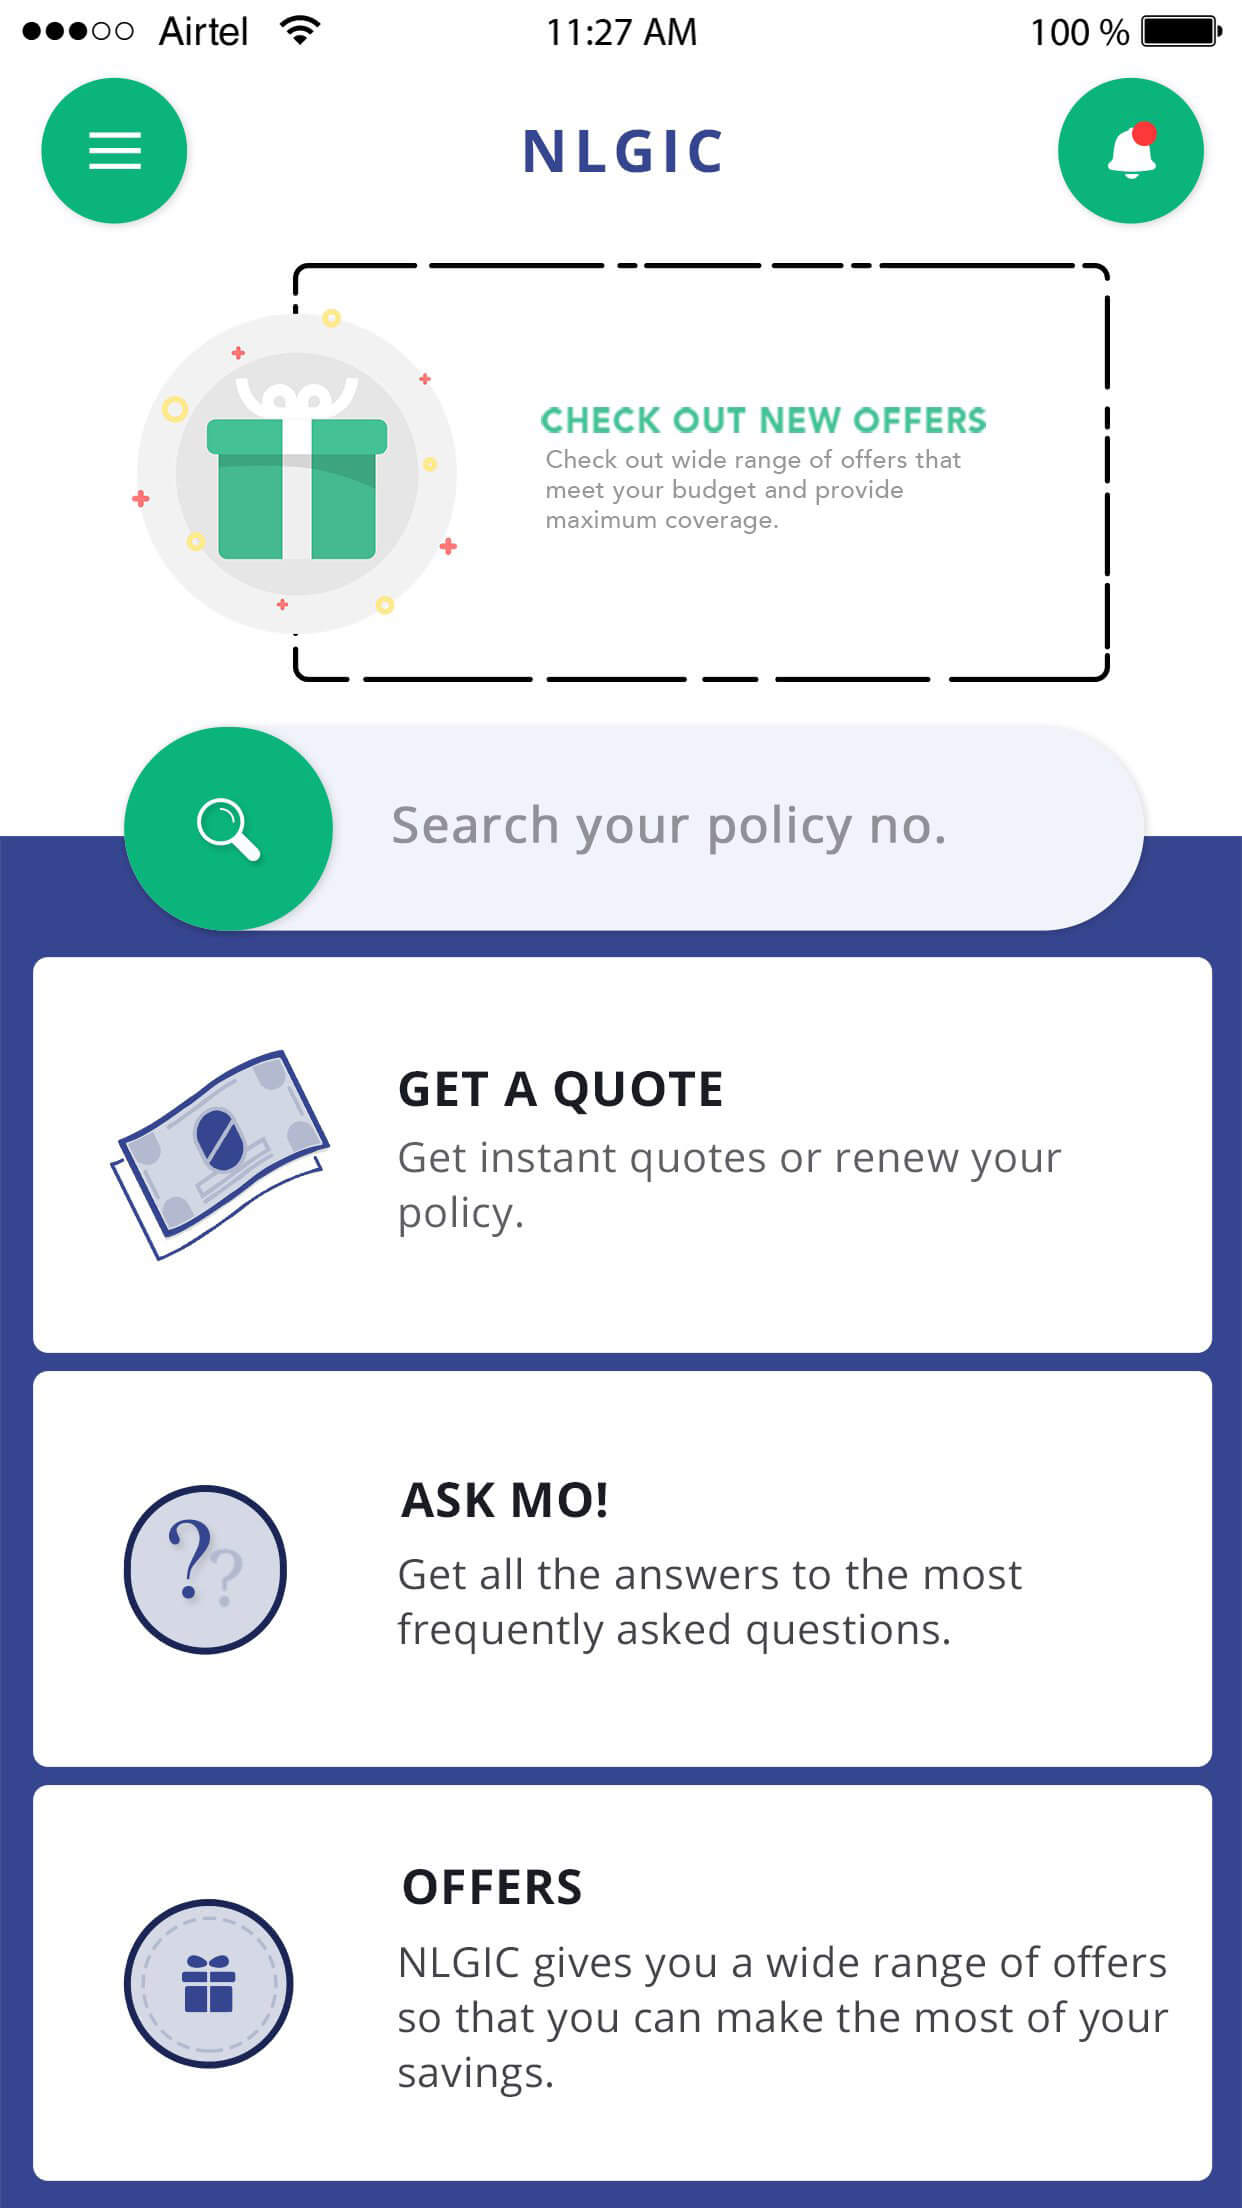 Airtel 11:27 AM 100 %
NLGIC
CHECK OUT NEW OFFERS
Check out wide range of offers that
meet your budget and provide
maximum coverage.
Search your policy no.
GET A QUOTE
Get instant quotes or renew your
policy.
ASK MO!
??
Get all the answers to the most
frequently asked questions.
OFFERS
NLGIC gives you a wide range of offers
so that you can make the most of your
savings.